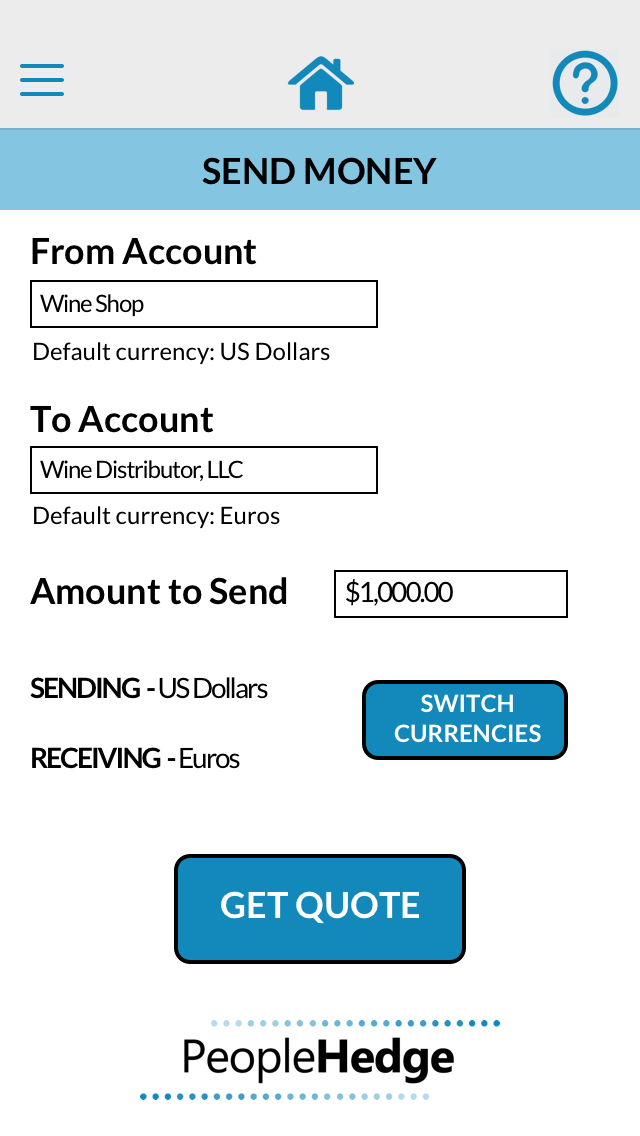 SEND MONEY
From Account
Wine Shop
Default currency: US Dollars
To Account
Wine Distributor, LLC
Default currency: Euros
Amount to Send
$1,000.00
SENDING - US Dollars
SWITCH
CURRENCIES
RECEIVING - Euros
GET QUOTE
PeopleHedge